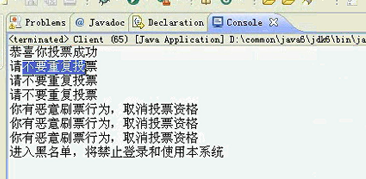 Problems @ Javadoc Declaration Console
<terminated> Client (65) [Java Application] D:\common\java6\jdk6\bin\ja
恭喜你投票成功
请不要重复投票
请不要重复投票
请不要重复投票
你有恶意刷票行为，取消投票资格
你有恶意刷票行为，取消投票资格
你有恶意刷票行为，取消投票资格
进入黑名单，将禁止登录和使用本系统